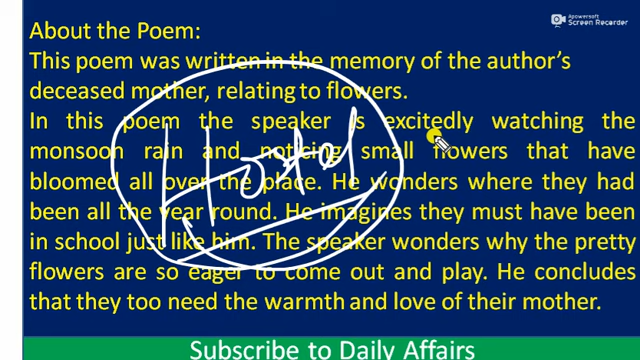 Apowersoft
Screen Recorder
About the Poem:
This poem was written in the memory of the author's
deceased mother, relating to flowers.
In this poem the speaker is excitedly watching the
monsoon rain and noticing small flowers that have
bloomed all over the place. He wonders where they had
been all the year round. He imagines they must have been
in school just like him. The speaker wonders why the pretty
flowers are so eager to come out and play. He concludes
that they too need the warmth and love of their mother.
Hostel
Subscribe to Daily Affairs